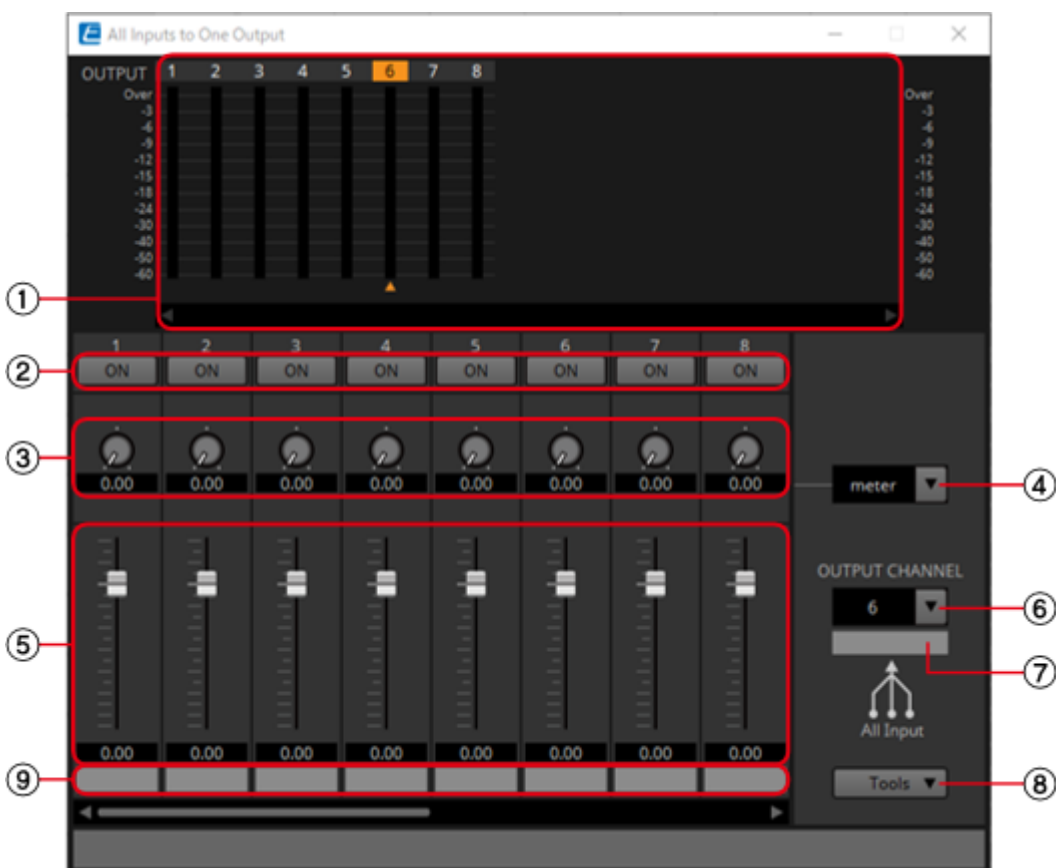 All Inputs to One Output
OUTPUT 1 2 3 4 5 6 7 8
Over Over
-3 -3
-6 -6
-9 -9
-12 -12
-15 -15
-18 -18
-24 -24
-30 -30
-40 -40
-50 -50
-60 -60
①
1 2 3 4 5 6 7 8
② ON ON ON ON ON ON ON ON
③
0.00 0.00 0.00 0.00 0.00 0.00 0.00 0.00 meter ④
OUTPUT CHANNEL
6 ⑥
⑤
⑦
All Input
0.00 0.00 0.00 0.00 0.00 0.00 0.00 0.00
⑨ Tools ⑧